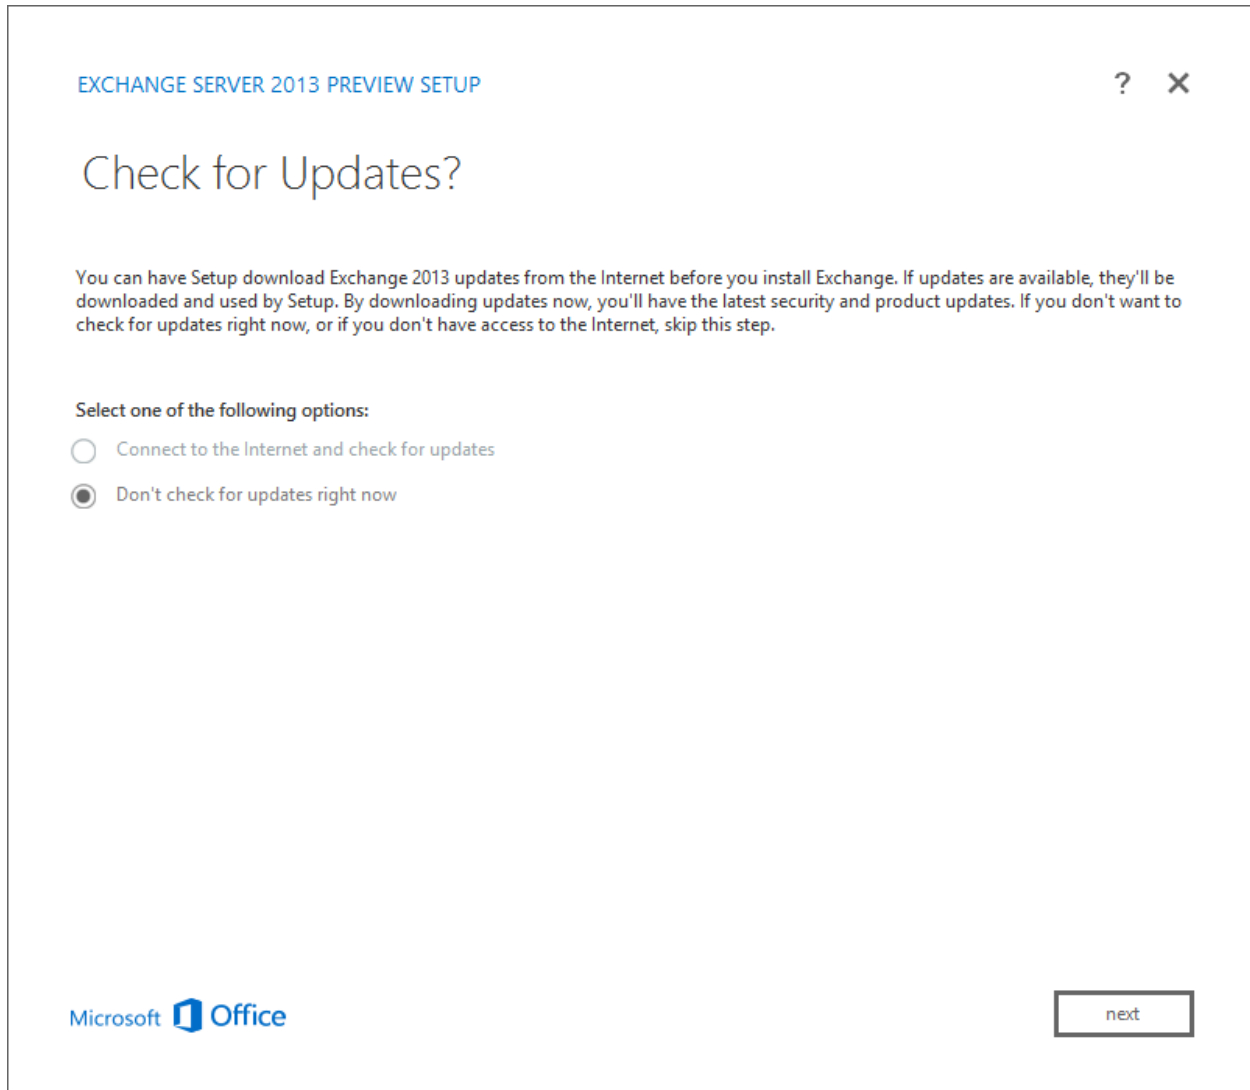 EXCHANGE SERVER 2013 PREVIEW SETUP
?
Check for Updates?
You can have Setup download Exchange 2013 updates from the Internet before you install Exchange. If updates are available, they'll be
downloaded and used by Setup. By downloading updates now, you'll have the latest security and product updates. If you don't want to
check for updates right now, or if you don't have access to the Internet, skip this step.
Select one of the following options:
Connect to the Internet and check for updates
Don't check for updates right now
Microsoft Office
next